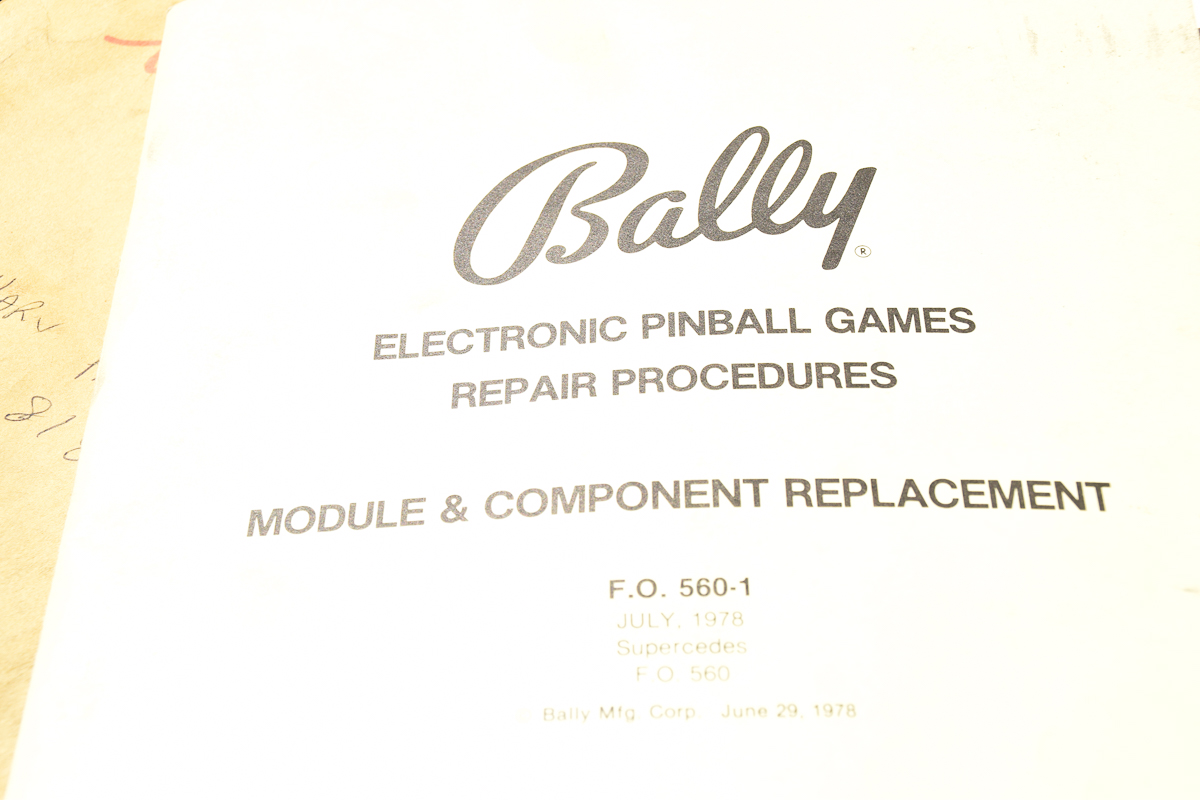 Bally®
ELECTRONIC PINBALL GAMES
REPAIR PROCEDURES
MODULE & COMPONENT REPLACEMENT
F.O. 560-1
JULY, 1978
Supercedes
F.O. 560
Bally Mfg. Corp. June 29, 1978